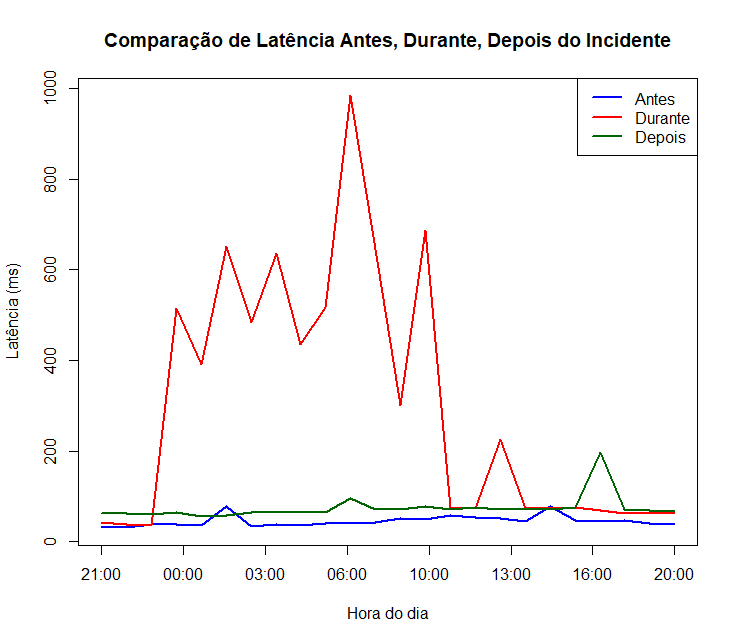 Comparação de Latência Antes, Durante, Depois do Incidente
Antes
Durante
Depois
Latência (ms)
1000
800
600
400
200
0
21:00 00:00 03:00 06:00 10:00 13:00 16:00 20:00
Hora do dia